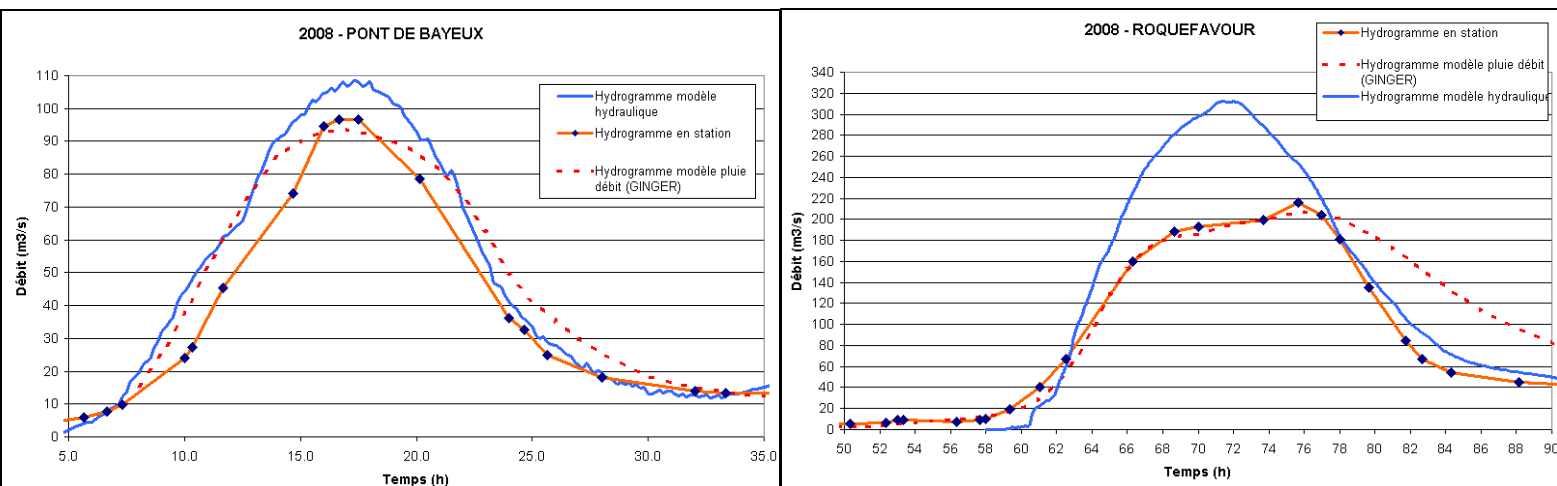 2008 - PONT DE BAYEUX
110
100
90
80
70
60
50
40
30
20
10
0
Débit (m3/s)
5.0 10.0 15.0 20.0 25.0 30.0 35.0
Temps (h)
Hydrogramme modèle
hydraulique
Hydrogramme en station
Hydrogramme modèle pluie
débit (GINGER)
2008 - ROQUEFAVOUR
340
320
300
280
260
240
220
200
180
160
140
120
100
80
60
40
20
0
Débit (m3/s)
50 52 54 56 58 60 62 64 66 68 70 72 74 76 78 80 82 84 86 88 90
Temps (h)
Hydrogramme en station
Hydrogramme modèle pluie débit
(GINGER)
Hydrogramme modèle hydraulique